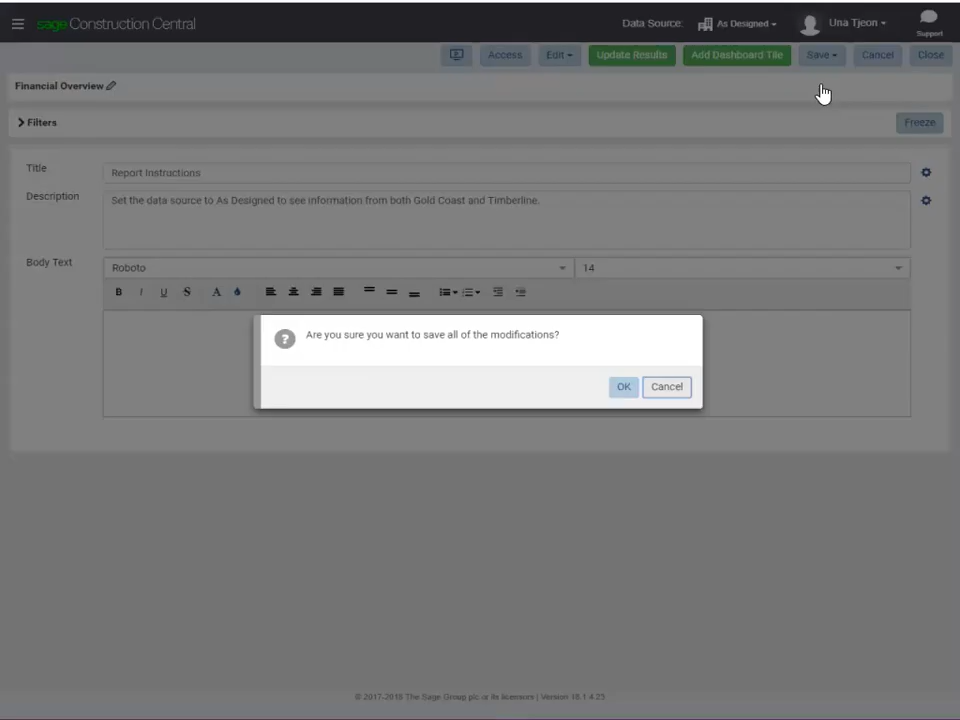 sage Construction Central
Data Source: As Designed Una Tjeon
Support
Access Edit Update Results Add Dashboard Tile Save Cancel Close
Financial Overview
Filters
Freeze
Title
Report Instructions
Description
Set the data source to As Designed to see information from both Gold Coast and Timberline.
Body Text
Roboto
14
B I U S A
Are you sure you want to save all of the modifications?
OK Cancel
© 2017-2018 The Sage Group plc or its licensors | Version 18.1.4.25